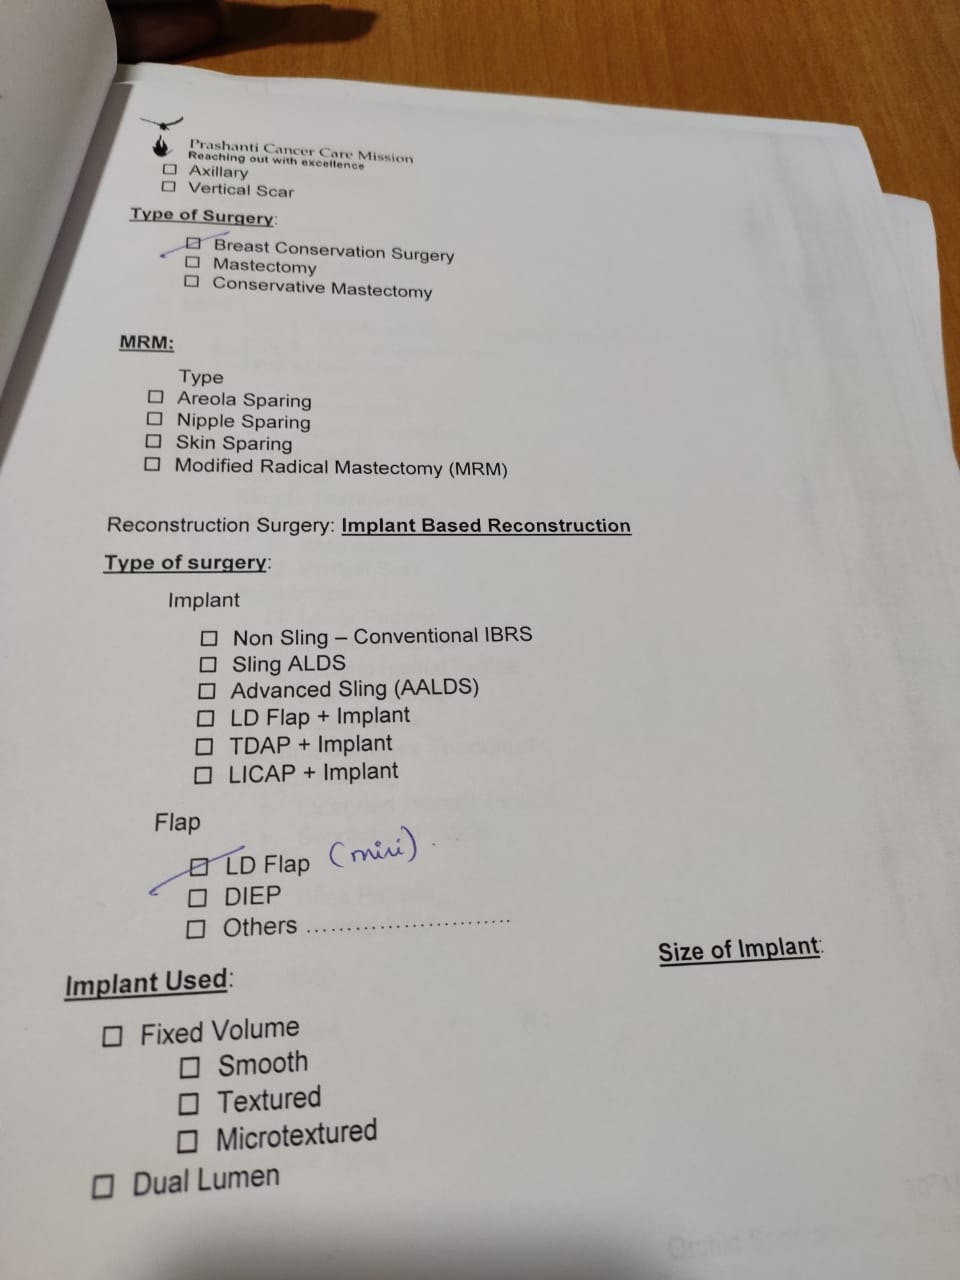 Prashanti Cancer Care Mission
Reaching out with excellence
☐ Axillary
☐ Vertical Scar
Type of Surgery:
☑ Breast Conservation Surgery
☐ Mastectomy
☐ Conservative Mastectomy
MRM:
Type
☐ Areola Sparing
☐ Nipple Sparing
☐ Skin Sparing
☐ Modified Radical Mastectomy (MRM)
Reconstruction Surgery: Implant Based Reconstruction
Type of surgery:
Implant
☐ Non Sling – Conventional IBRS
☐ Sling ALDS
☐ Advanced Sling (AALDS)
☐ LD Flap + Implant
☐ TDAP + Implant
☐ LICAP + Implant
Flap
☑ LD Flap (mini)
☐ DIEP
☐ Others ..........................
Size of Implant:
Implant Used:
☐ Fixed Volume
☐ Smooth
☐ Textured
☐ Microtextured
☐ Dual Lumen